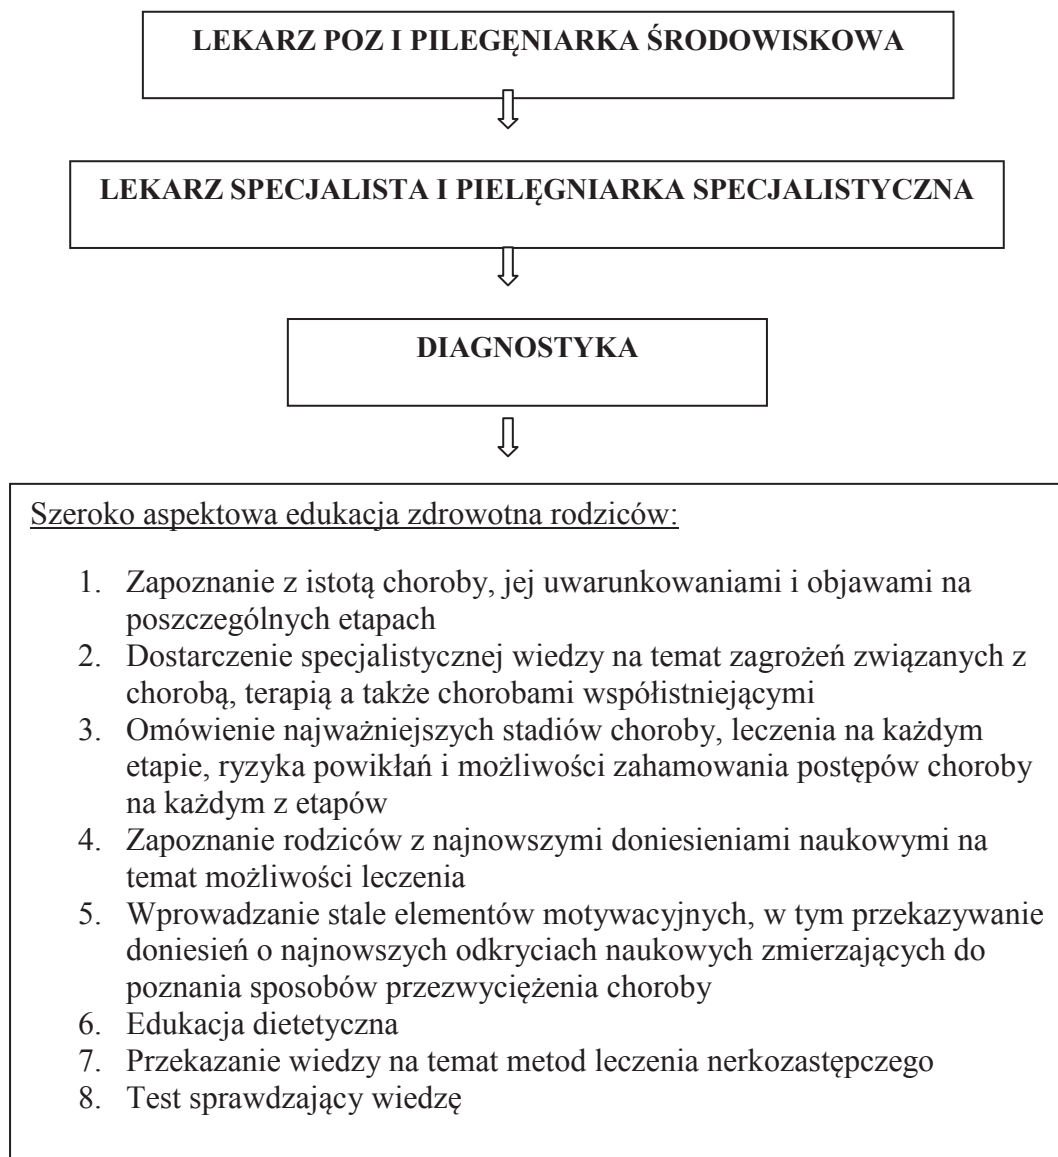 LEKARZ POZ I PILEGĘNIARKA ŚRODOWISKOWA
LEKARZ SPECJALISTA I PIELĘGNIARKA SPECJALISTYCZNA
DIAGNOSTYKA
Szeroko aspektowa edukacja zdrowotna rodziców:
1. Zapoznanie z istotą choroby, jej uwarunkowaniami i objawami na
poszczególnych etapach
2. Dostarczenie specjalistycznej wiedzy na temat zagrożeń związanych z
chorobą, terapią a także chorobami współistniejącymi
3. Omówienie najważniejszych stadiów choroby, leczenia na każdym
etapie, ryzyka powikłań i możliwości zahamowania postępów choroby
na każdym z etapów
4. Zapoznanie rodziców z najnowszymi doniesieniami naukowymi na
temat możliwości leczenia
5. Wprowadzanie stale elementów motywacyjnych, w tym przekazywanie
doniesień o najnowszych odkryciach naukowych zmierzających do
poznania sposobów przezwyciężenia choroby
6. Edukacja dietetyczna
7. Przekazanie wiedzy na temat metod leczenia nerkozastępczego
8. Test sprawdzający wiedzę